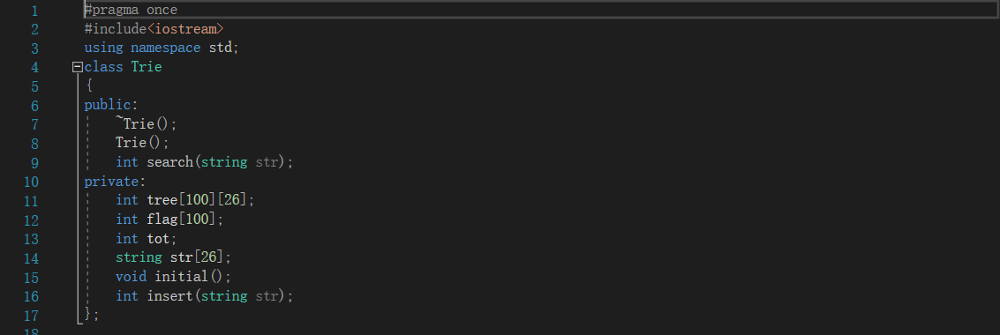 1 #pragma once
2 #include<iostream>
3 using namespace std;
4 class Trie
5 {
6 public:
7 ~Trie();
8 Trie();
9 int search(string str);
10 private:
11 int tree[100][26];
12 int flag[100];
13 int tot;
14 string str[26];
15 void initial();
16 int insert(string str);
17 };
18